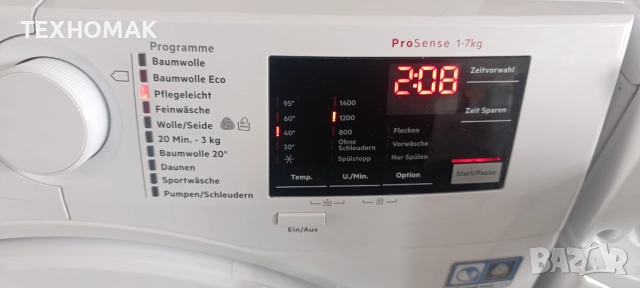 ТЕХНОМАК
ProSense 1-7kg
Programme
Baumwolle
Baumwolle Eco
Pflegeleicht
Feinwäsche
Wolle/Seide
20 Min. - 3 kg
Baumwolle 20°
Daunen
Sportwäsche
Pumpen/Schleudern
2:08
Zeitvorwahl
Zeit Sparen
95° 1400
60° 1200
40° 800 Flecken
30° Ohne Schleudern Vorwäsche
Spülstopp Nur Spülen
Temp. U./Min. Option
Start/Pause
Ein/Aus
BAZAR